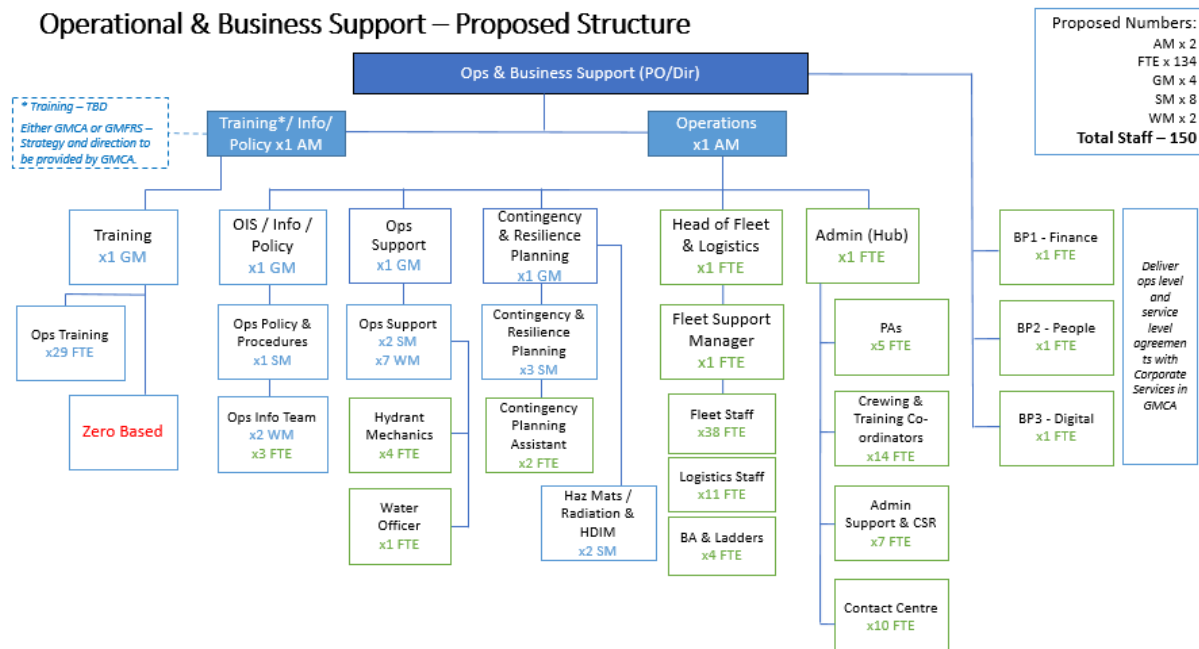 Operational & Business Support – Proposed Structure
Proposed Numbers:
AM x 2
FTE x 134
GM x 4
SM x 8
WM x 2
Total Staff – 150
Ops & Business Support (PO/Dir)
* Training – TBD
Either GMCA or GMFRS –
Strategy and direction to
be provided by GMCA.
Training*/ Info/
Policy x1 AM
Operations
x1 AM
Training
x1 GM
OIS / Info /
Policy
x1 GM
Ops
Support
x1 GM
Contingency
& Resilience
Planning
x1 GM
Head of Fleet
& Logistics
x1 FTE
Admin (Hub)
x1 FTE
BP1 - Finance
x1 FTE
Deliver
ops level
and
service
level
agreemen
ts with
Corporate
Services in
GMCA
Ops Training
x29 FTE
Ops Policy &
Procedures
x1 SM
Ops Support
x2 SM
x7 WM
Contingency &
Resilience
Planning
x3 SM
Fleet Support
Manager
x1 FTE
PAs
x5 FTE
BP2 - People
x1 FTE
Zero Based
Ops Info Team
x2 WM
x3 FTE
Hydrant
Mechanics
x4 FTE
Contingency
Planning
Assistant
x2 FTE
Fleet Staff
x38 FTE
Crewing &
Training Co-
ordinators
x14 FTE
BP3 - Digital
x1 FTE
Water
Officer
x1 FTE
Haz Mats /
Radiation &
HDIM
x2 SM
Logistics Staff
x11 FTE
BA & Ladders
x4 FTE
Admin
Support & CSR
x7 FTE
Contact Centre
x10 FTE